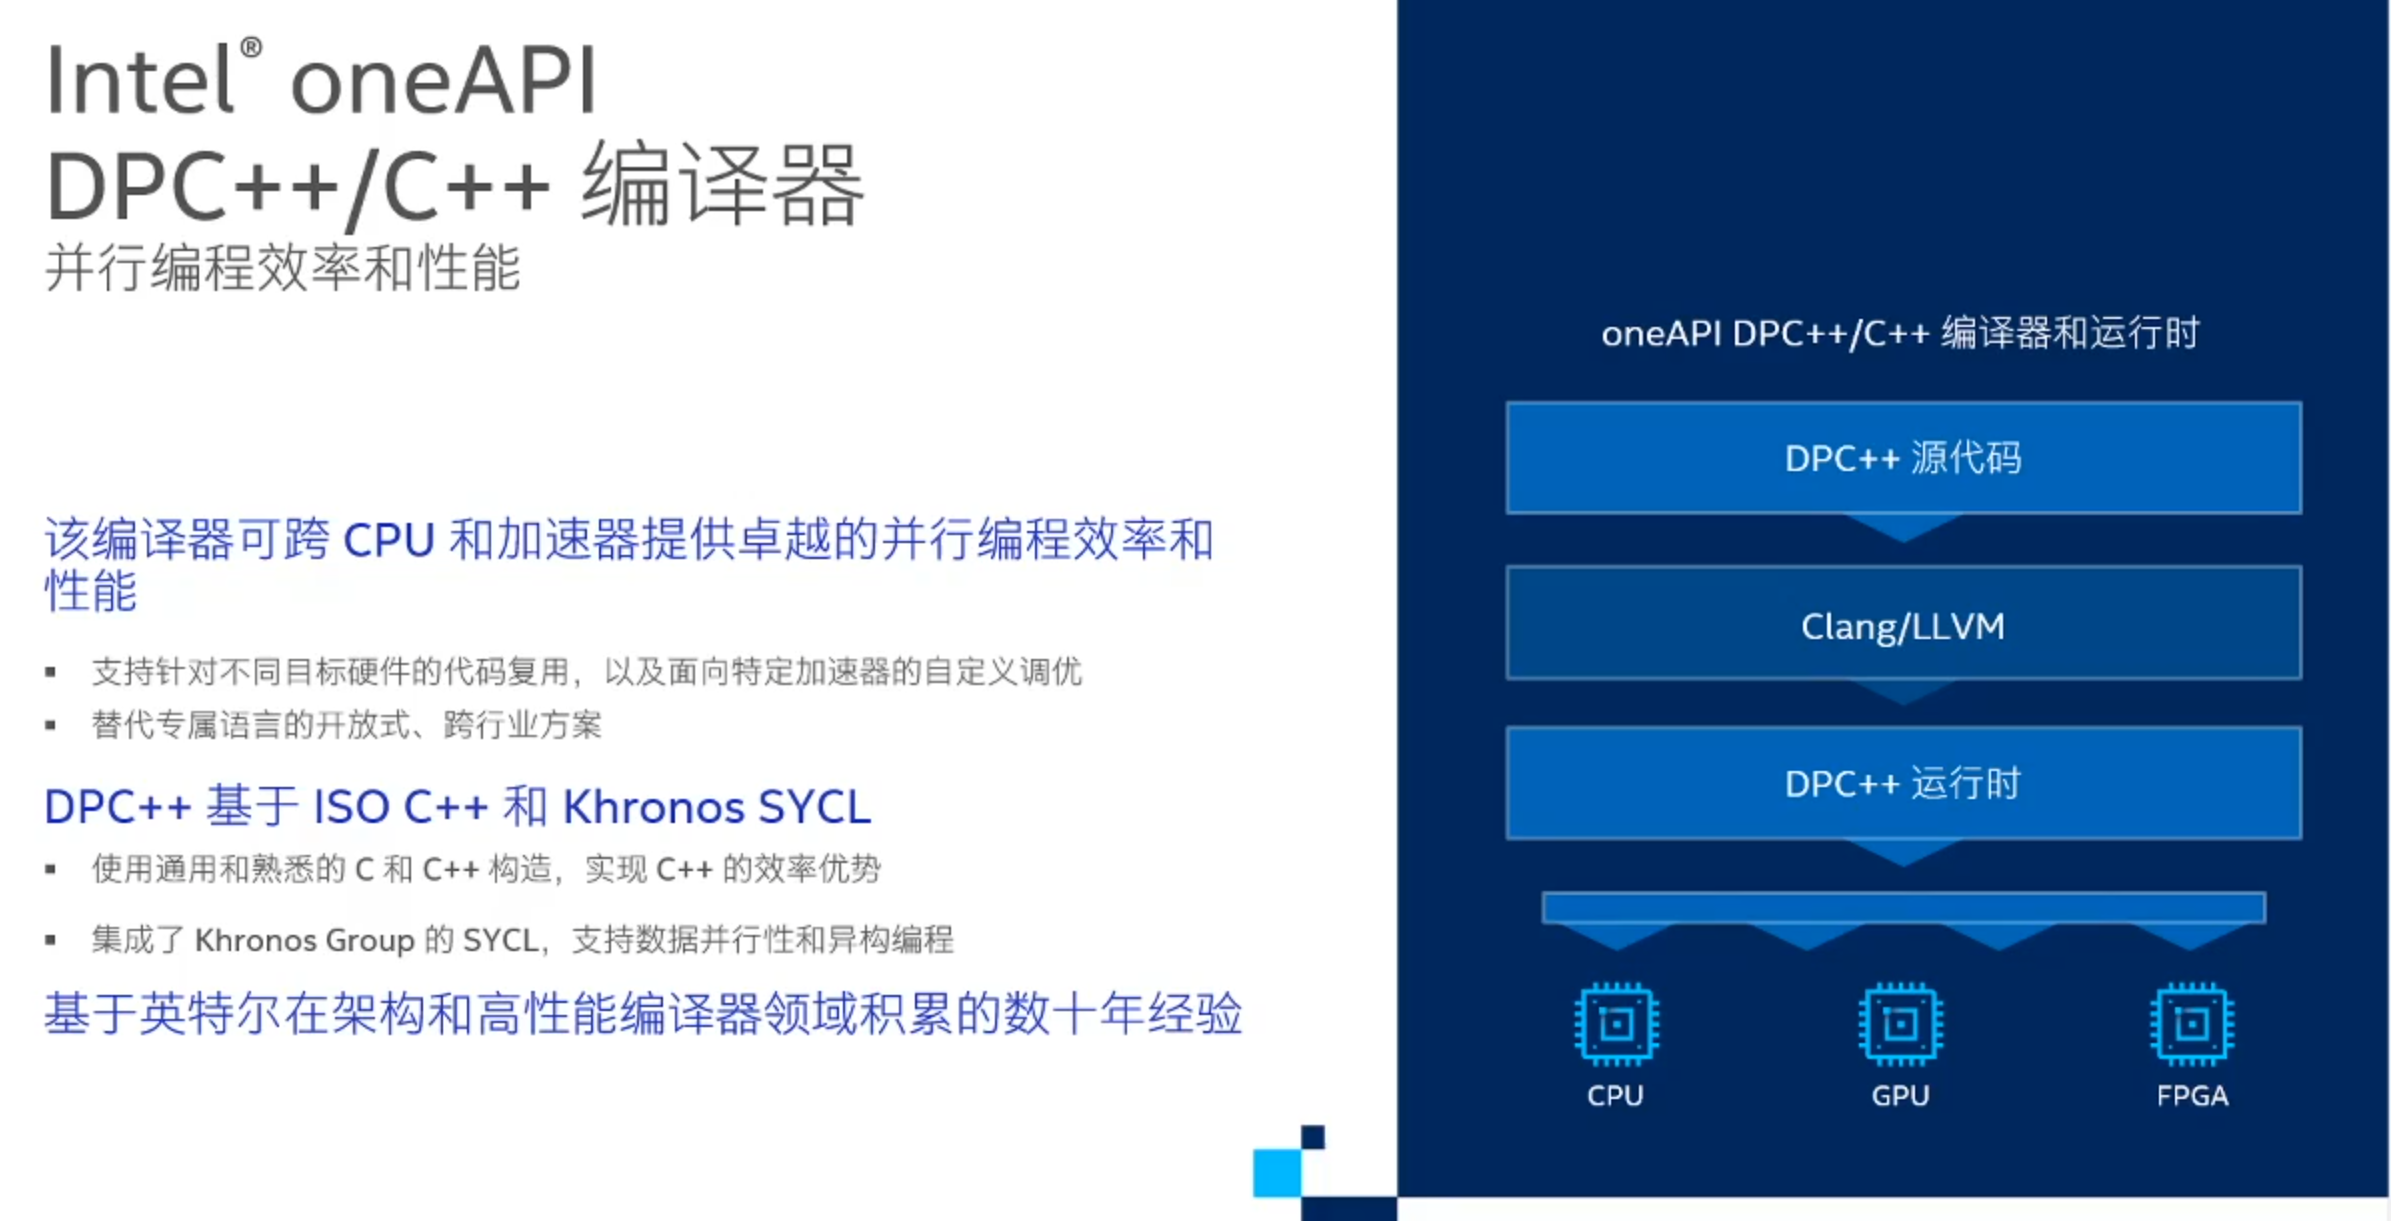 Intel® oneAPI
DPC++/C++ 编译器
并行编程效率和性能
该编译器可跨 CPU 和加速器提供卓越的并行编程效率和
性能
▪ 支持针对不同目标硬件的代码复用，以及面向特定加速器的自定义调优
▪ 替代专属语言的开放式、跨行业方案
DPC++ 基于 ISO C++ 和 Khronos SYCL
▪ 使用通用和熟悉的 C 和 C++ 构造，实现 C++ 的效率优势
▪ 集成了 Khronos Group 的 SYCL，支持数据并行性和异构编程
基于英特尔在架构和高性能编译器领域积累的数十年经验
oneAPI DPC++/C++ 编译器和运行时
DPC++ 源代码
Clang/LLVM
DPC++ 运行时
CPU
GPU
FPGA